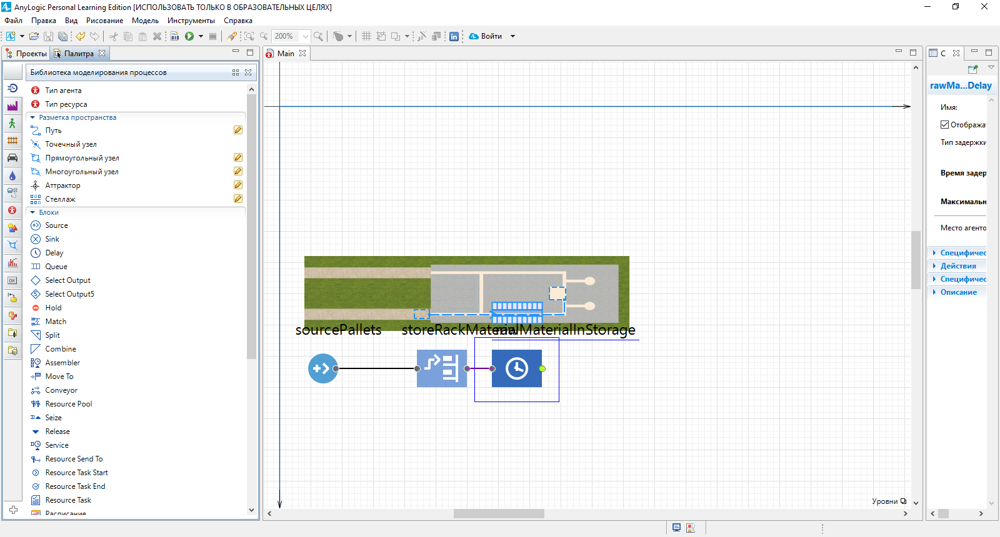 AnyLogic Personal Learning Edition [ИСПОЛЬЗОВАТЬ ТОЛЬКО В ОБРАЗОВАТЕЛЬНЫХ ЦЕЛЯХ]
Файл Правка Вид Рисование Модель Инструменты Справка
200% Войти
Проекты Палитра Main С
Библиотека моделирования процессов
Тип агента
Тип ресурса
Разметка пространства
Путь
Точечный узел
Прямоугольный узел
Многоугольный узел
Аттрактор
Стеллаж
Блоки
Source
Sink
Delay
Queue
Select Output
Select Output5
Hold
Match
Split
Combine
Assembler
Move To
Conveyor
Resource Pool
Seize
Release
Service
Resource Send To
Resource Task Start
Resource Task End
Resource Task
Расписание
sourcePallets storeRackMaterial rawMaterialInStorage
Уровни
rawMa...Delay
Имя:
Отобража
Тип задержки
Время задер
Максимальн
Место агенто
Специфичес
Действия
Специфичес
Описание